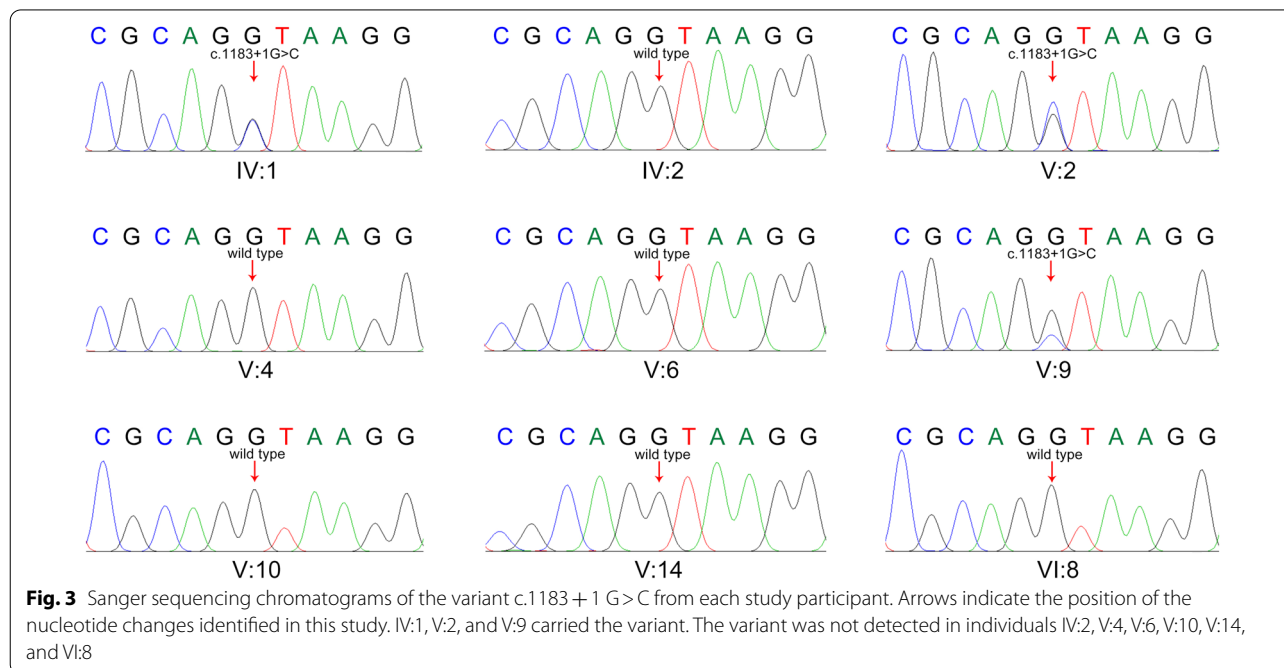 C G C A G G T A A G G
c.1183+1G>C
IV:1
C G C A G G T A A G G
wild type
IV:2
C G C A G G T A A G G
c.1183+1G>C
V:2
C G C A G G T A A G G
wild type
V:4
C G C A G G T A A G G
wild type
V:6
C G C A G G T A A G G
c.1183+1G>C
V:9
C G C A G G T A A G G
wild type
V:10
C G C A G G T A A G G
wild type
V:14
C G C A G G T A A G G
wild type
VI:8
Fig. 3 Sanger sequencing chromatograms of the variant c.1183 + 1 G > C from each study participant. Arrows indicate the position of the
nucleotide changes identified in this study. IV:1, V:2, and V:9 carried the variant. The variant was not detected in individuals IV:2, V:4, V:6, V:10, V:14,
and VI:8